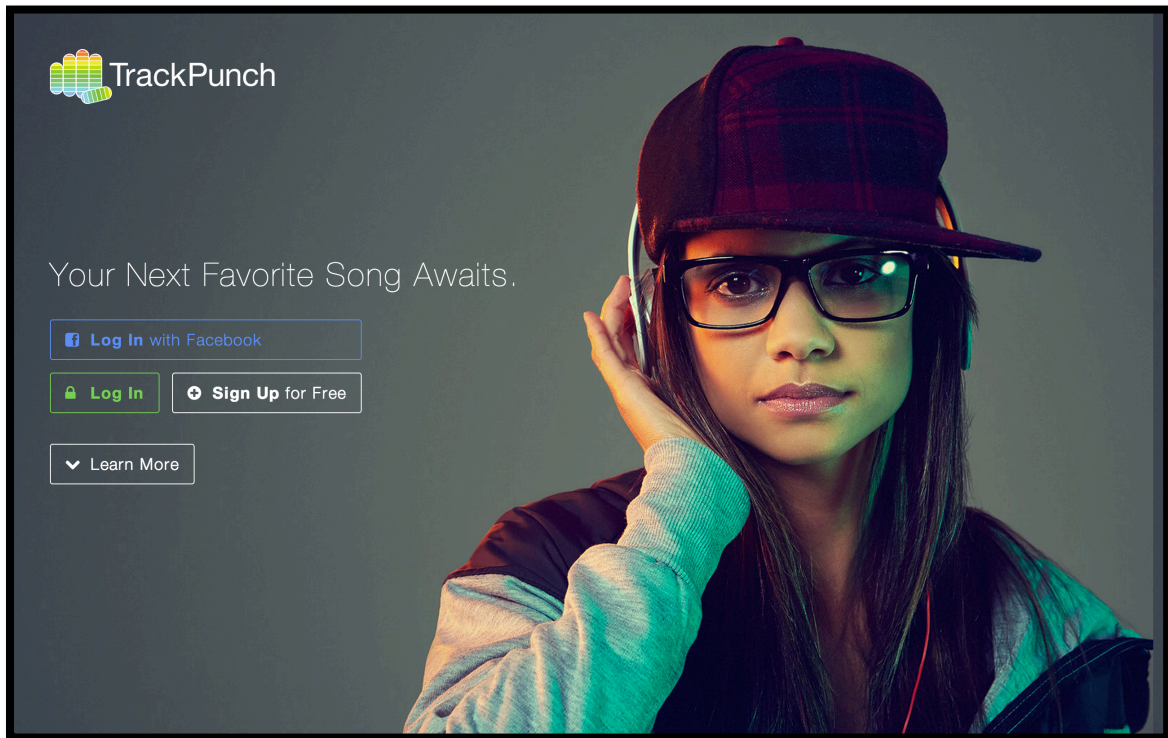 TrackPunch
Your Next Favorite Song Awaits.
Log In with Facebook
Log In
Sign Up for Free
Learn More